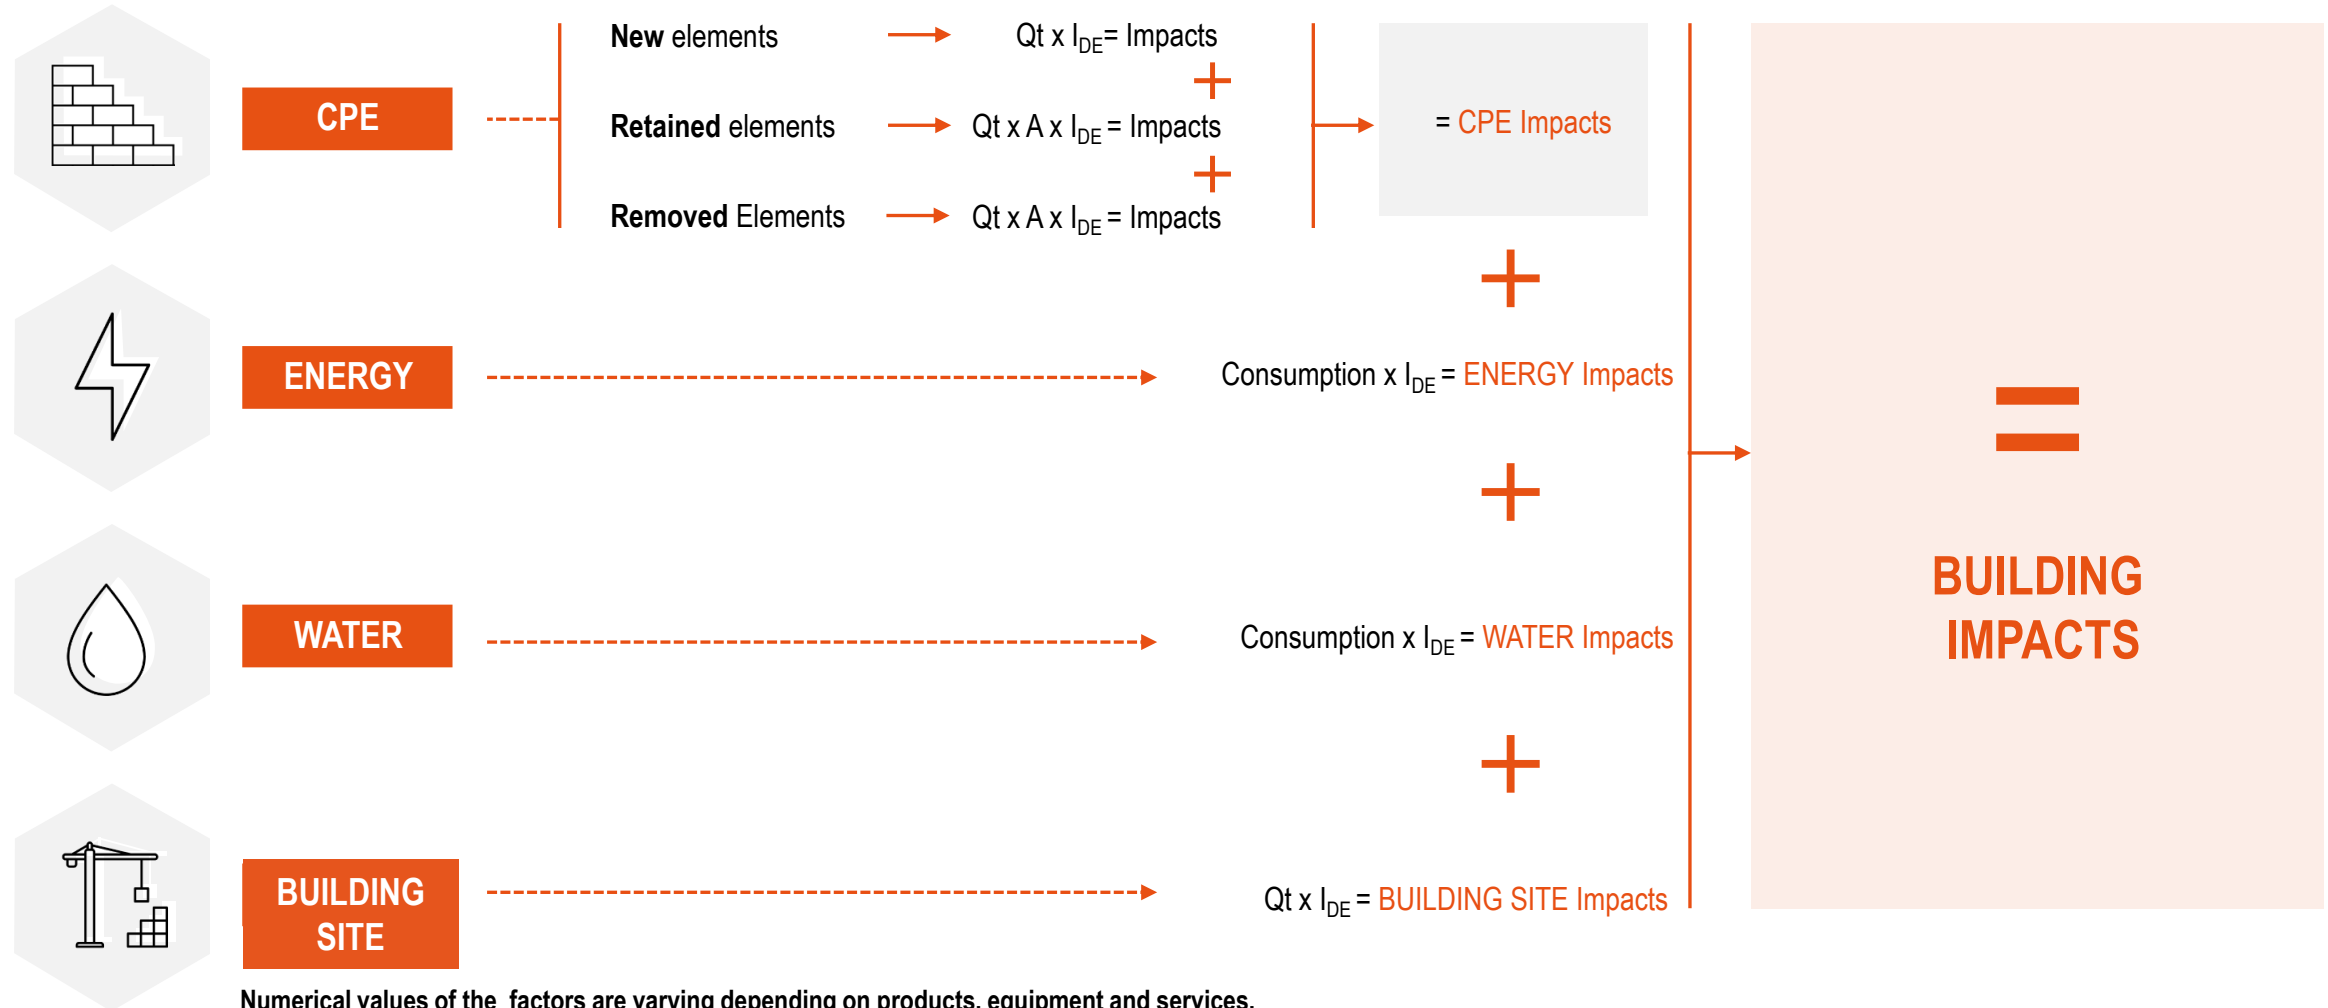 New elements Qt x IDE = Impacts
+
CPE Retained elements Qt x A x IDE = Impacts = CPE Impacts
+
Removed Elements Qt x A x IDE = Impacts
+
ENERGY Consumption x IDE = ENERGY Impacts
=
+
BUILDING
IMPACTS
WATER Consumption x IDE = WATER Impacts
+
BUILDING
SITE
Qt x IDE = BUILDING SITE Impacts
Numerical values of the factors are varying depending on products, equipment and services.